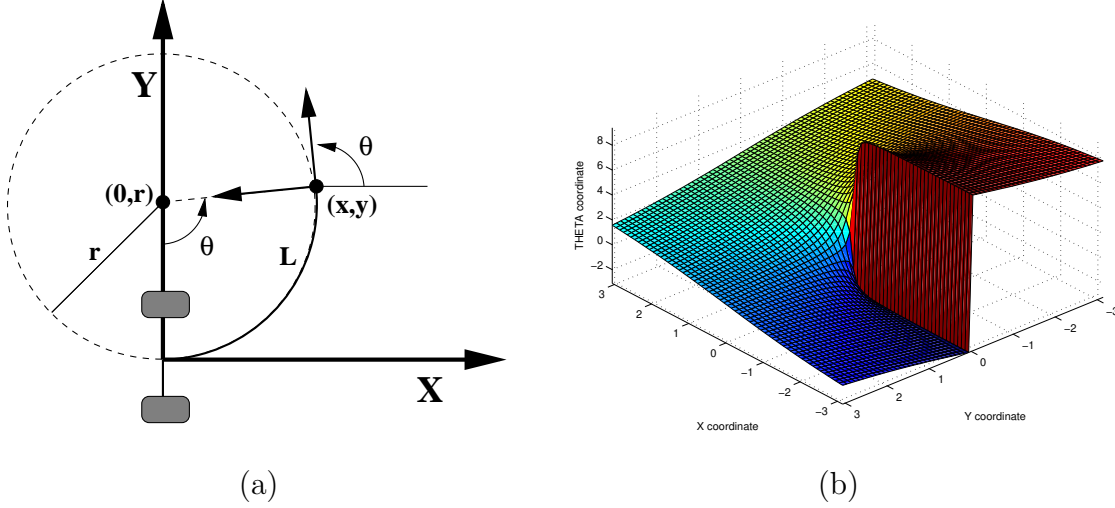 Y
θ
(0,r)
(x,y)
θ
r
L
X
(a)
THETA coordinate
8
6
4
2
0
−2
3
2
1
0
−1
−2
−3
X coordinate
3
2
1
0
−1
−2
−3
Y coordinate
(b)